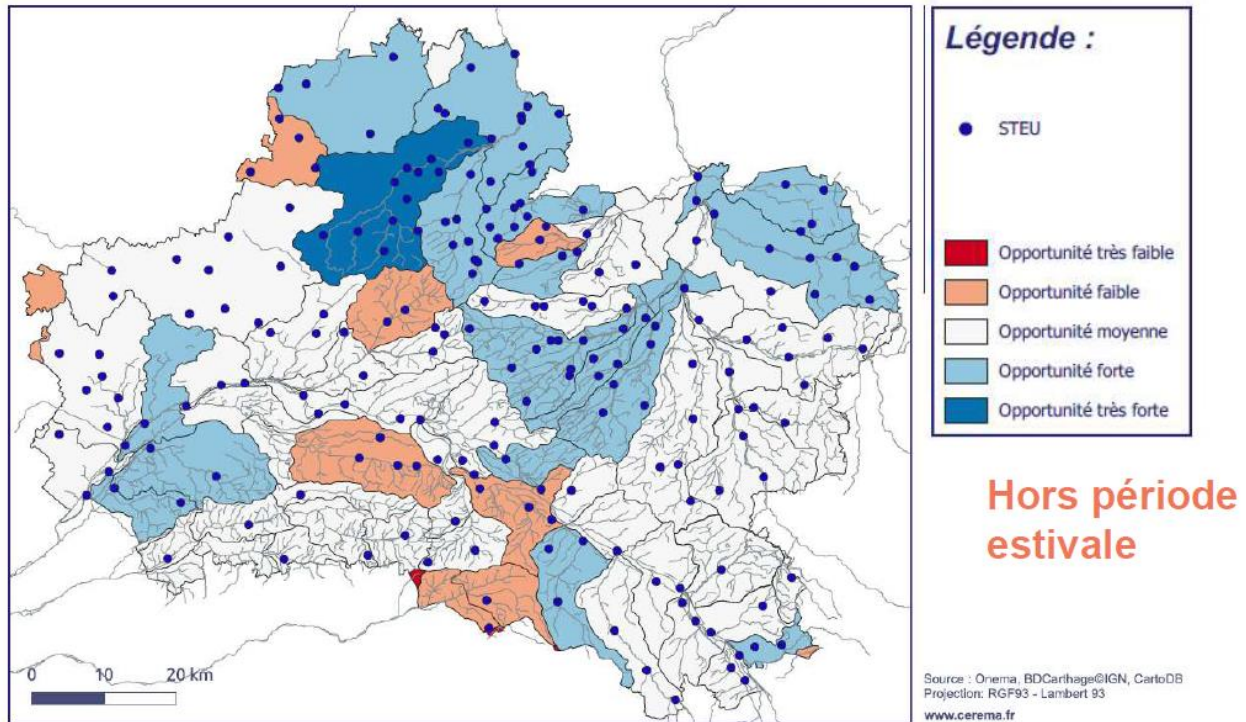 Légende :
STEU
Opportunité très faible
Opportunité faible
Opportunité moyenne
Opportunité forte
Opportunité très forte
Hors période
estivale
0 10 20 km
Source : Onema, BDCarthage©IGN, CartoDB
Projection: RGF93 - Lambert 93
www.cerema.fr